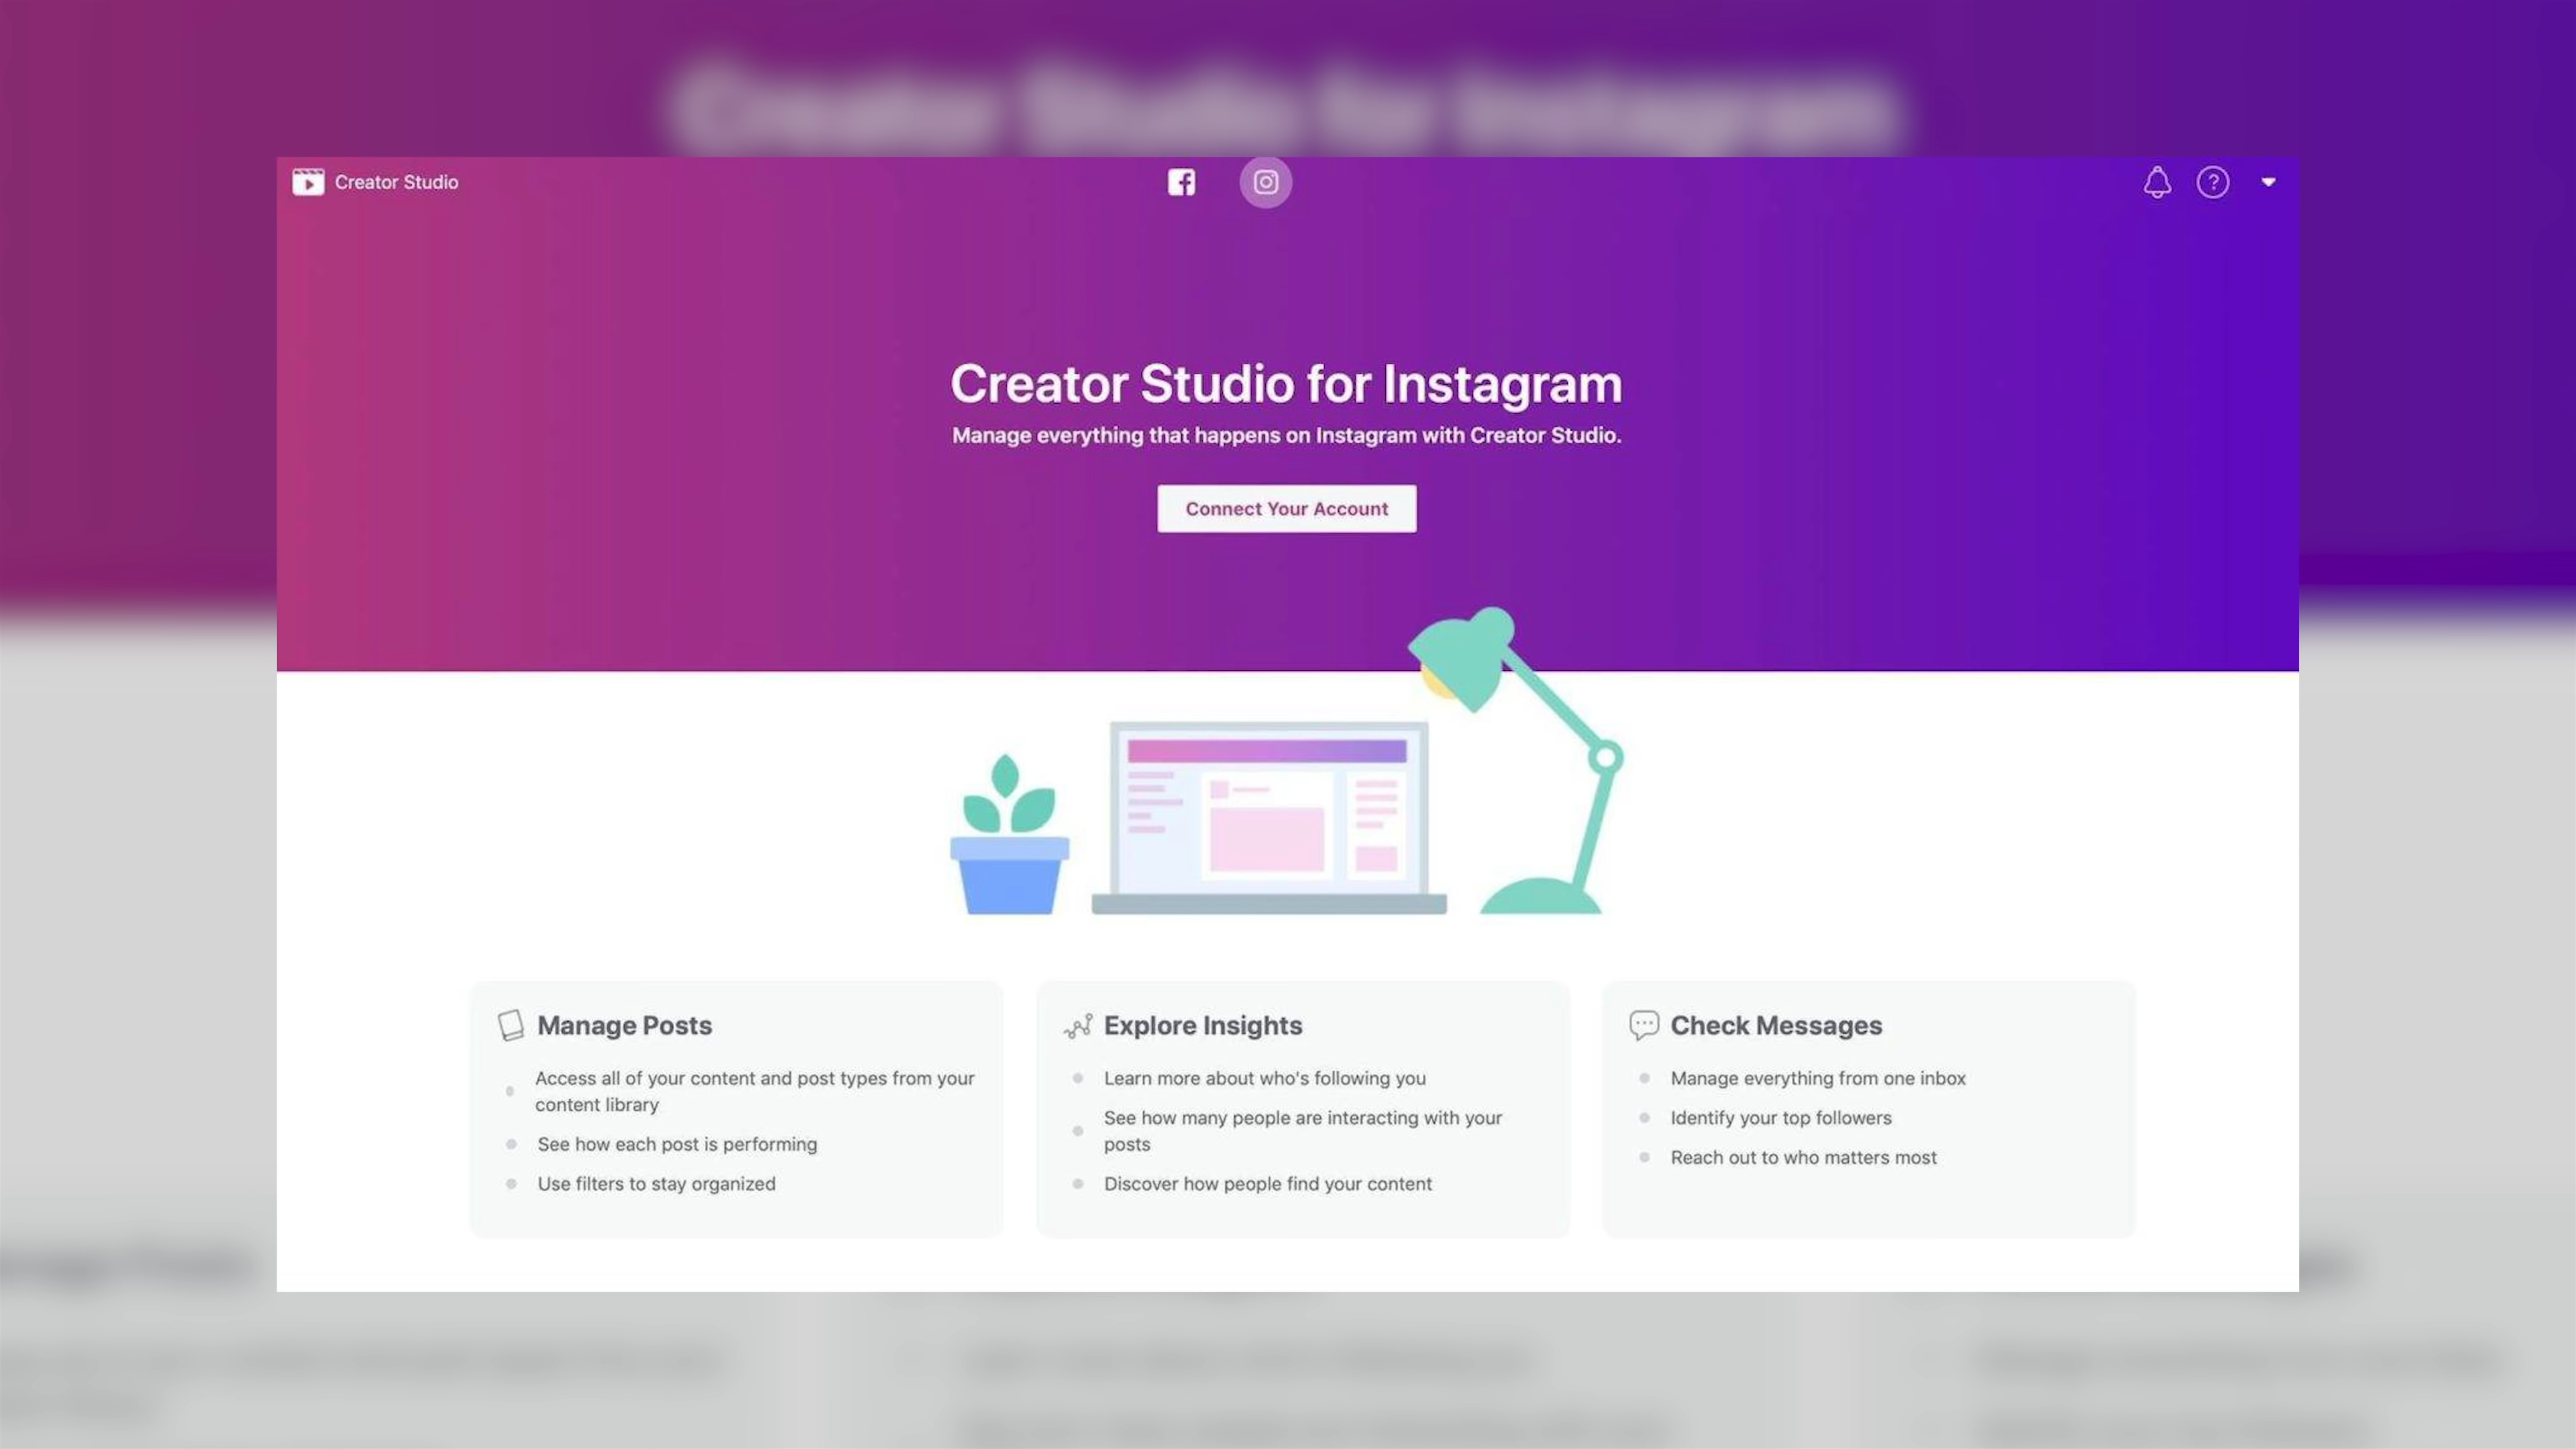 Creator Studio for Instagram
Creator Studio
Creator Studio for Instagram
Manage everything that happens on Instagram with Creator Studio.
Connect Your Account
Manage Posts
Access all of your content and post types from your
content library
See how each post is performing
Use filters to stay organized
Explore Insights
Learn more about who's following you
See how many people are interacting with your
posts
Discover how people find your content
Check Messages
Manage everything from one inbox
Identify your top followers
Reach out to who matters most